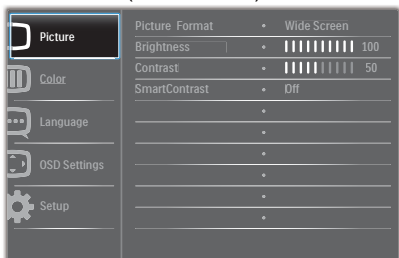 Picture
Color
Language
OSD Settings
Setup
Picture Format • Wide Screen
Brightness • 100
Contrast • 50
SmartContrast • Off
•
•
•
•
•
•